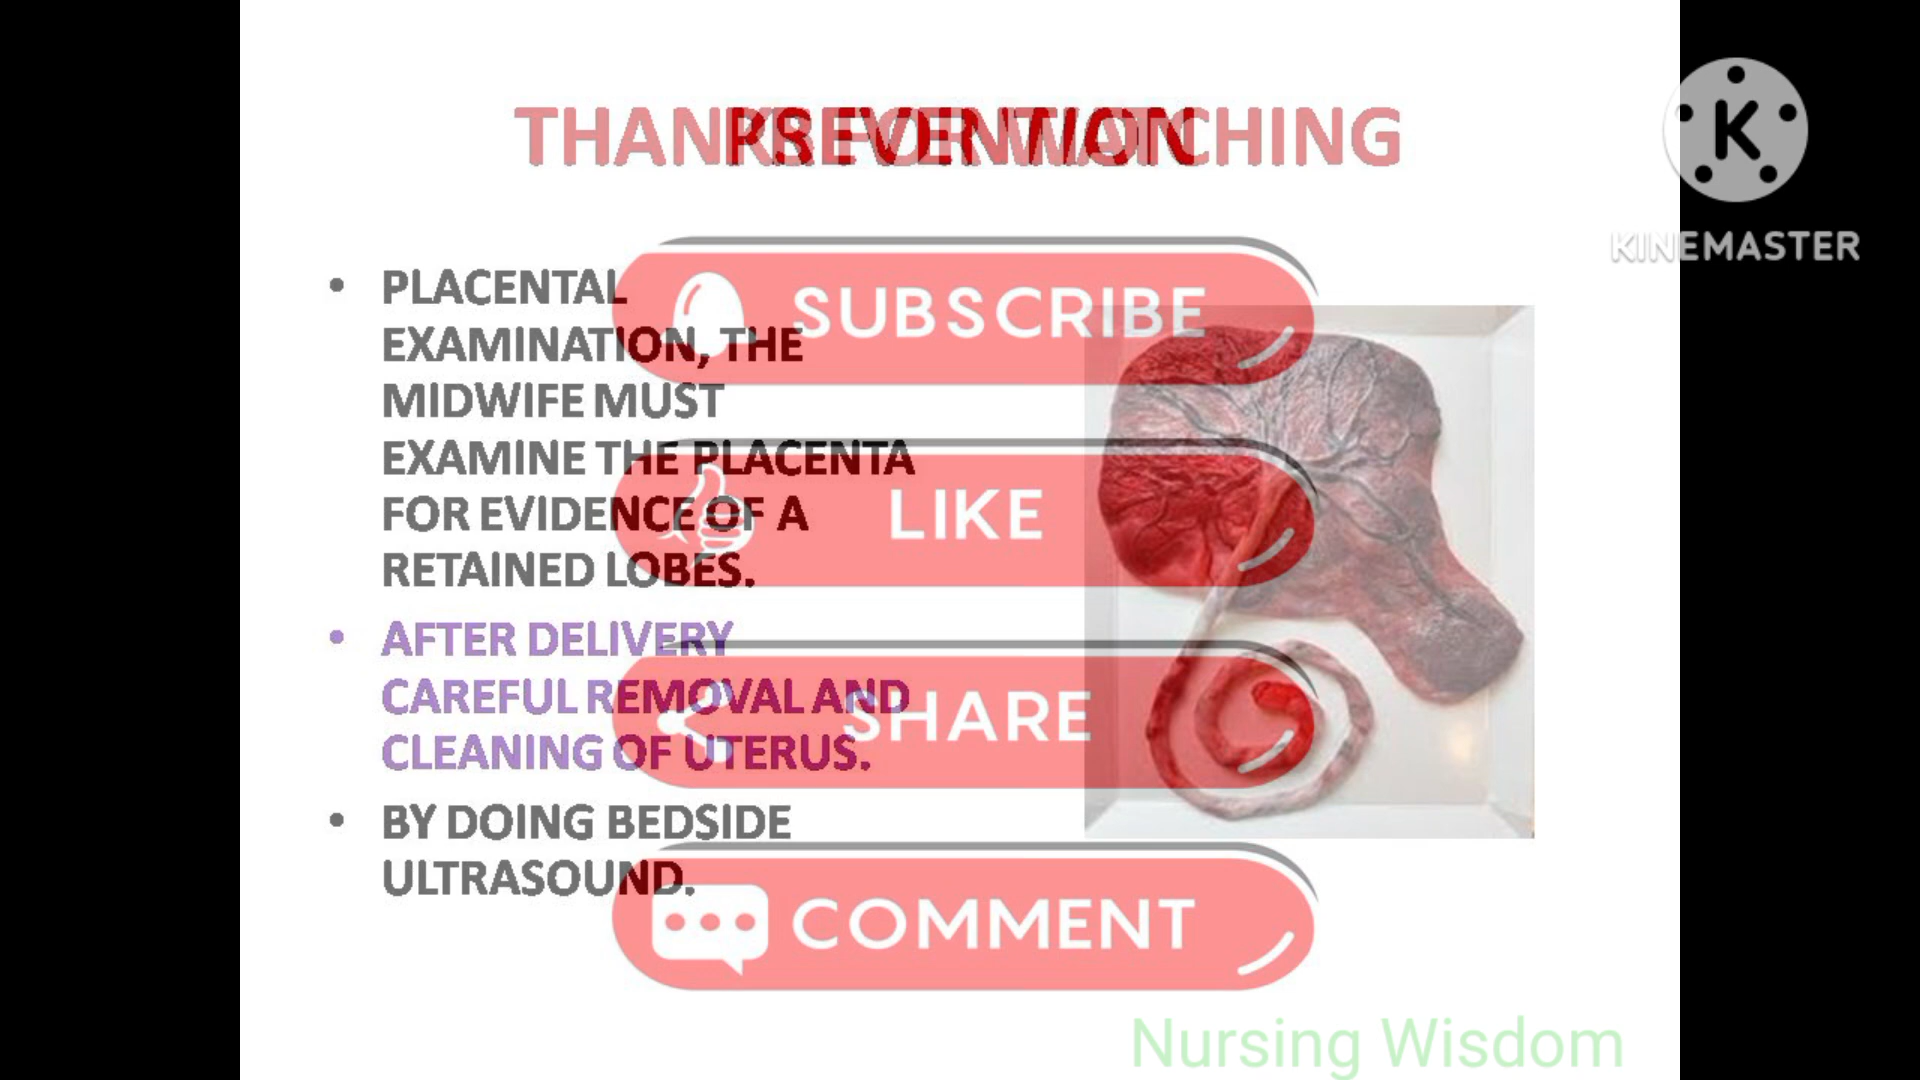 THANKS FOR WATCHING
PREVENTION
• PLACENTAL
EXAMINATION, THE
MIDWIFE MUST
EXAMINE THE PLACENTA
FOR EVIDENCE OF A
RETAINED LOBES.
• AFTER DELIVERY
CAREFUL REMOVAL AND
CLEANING OF UTERUS.
• BY DOING BEDSIDE
ULTRASOUND.
SUBSCRIBE
LIKE
SHARE
COMMENT
K
KINEMASTER
Nursing Wisdom